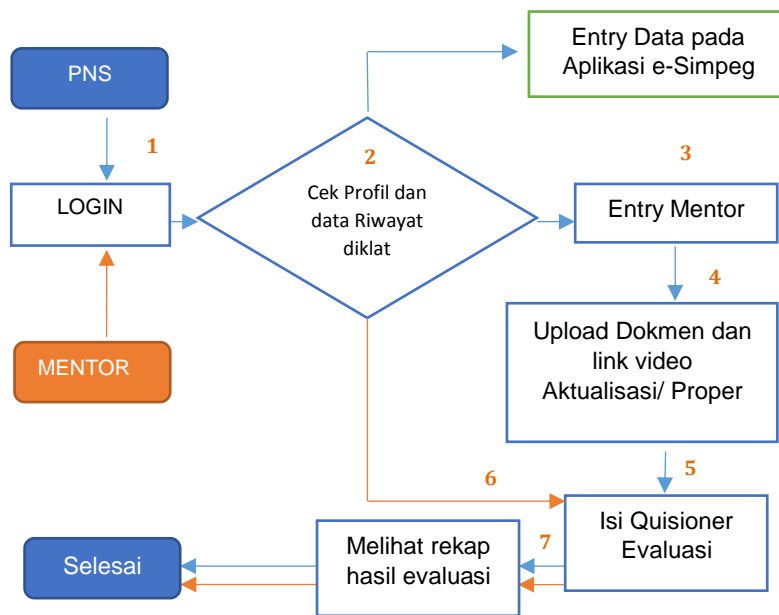 PNS
1
LOGIN
MENTOR
2
Cek Profil dan
data Riwayat
diklat
Entry Data pada
Aplikasi e-Simpeg
3
Entry Mentor
4
Upload Dokmen dan
link video
Aktualisasi/ Proper
5
6
Isi Quisioner
Evaluasi
7
Melihat rekap
hasil evaluasi
Selesai